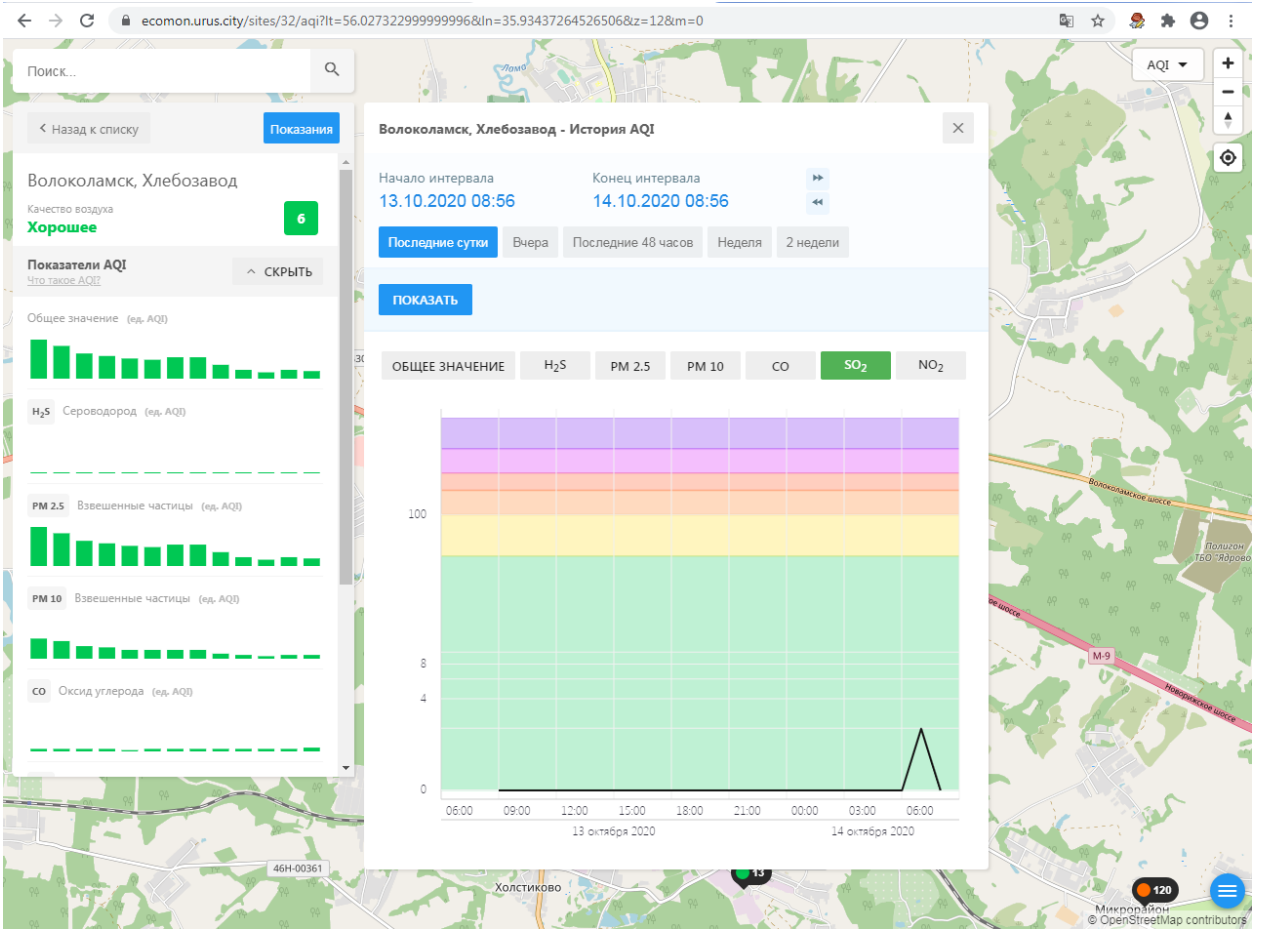 ecomon.urus.city/sites/32/aqi?lt=56.0273229999999996&ln=35.93437264526506&z=12&m=0
Поиск...
AQI
Назад к списку
Показания
Волоколамск, Хлебозавод
Качество воздуха
Хорошее
6
Показатели AQI
Что такое AQI?
СКРЫТЬ
Общее значение (ед. AQI)
H2S Сероводород (ед. AQI)
PM 2.5 Взвешенные частицы (ед. AQI)
PM 10 Взвешенные частицы (ед. AQI)
CO Оксид углерода (ед. AQI)
Волоколамск, Хлебозавод - История AQI
Начало интервала
Конец интервала
13.10.2020 08:56
14.10.2020 08:56
Последние сутки
Вчера
Последние 48 часов
Неделя
2 недели
ПОКАЗАТЬ
ОБЩЕЕ ЗНАЧЕНИЕ
H2S
PM 2.5
PM 10
CO
SO2
NO2
100
8
4
0
06:00 09:00 12:00 15:00 18:00 21:00 00:00 03:00 06:00
13 октября 2020
14 октября 2020
Лама
Волоколамское шоссе
Полигон
ТБО "Ядрово
М-9
Новорижское шоссе
46Н-00361
Холстиково
13
120
Микрорайон
© OpenStreetMap contributors